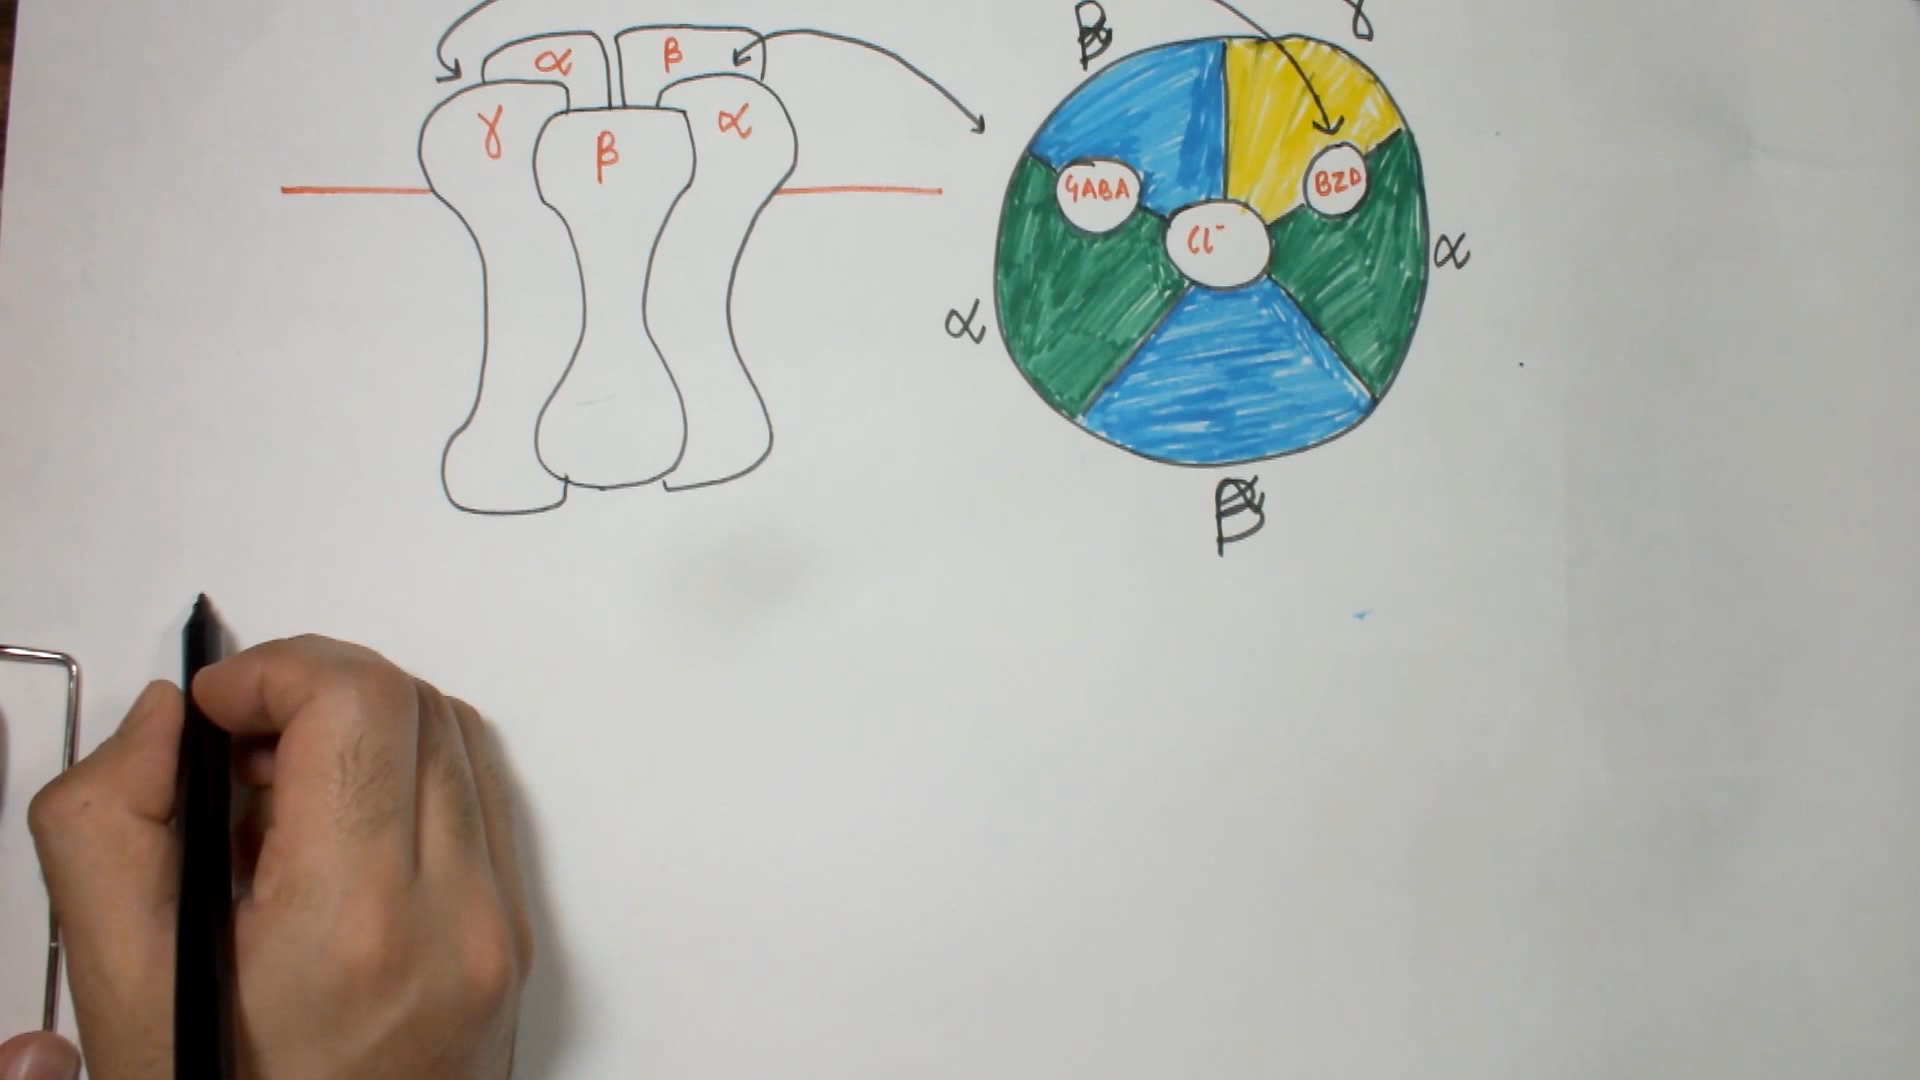 α β
γ β α
β γ
GABA BZD
Cl⁻
α α
β